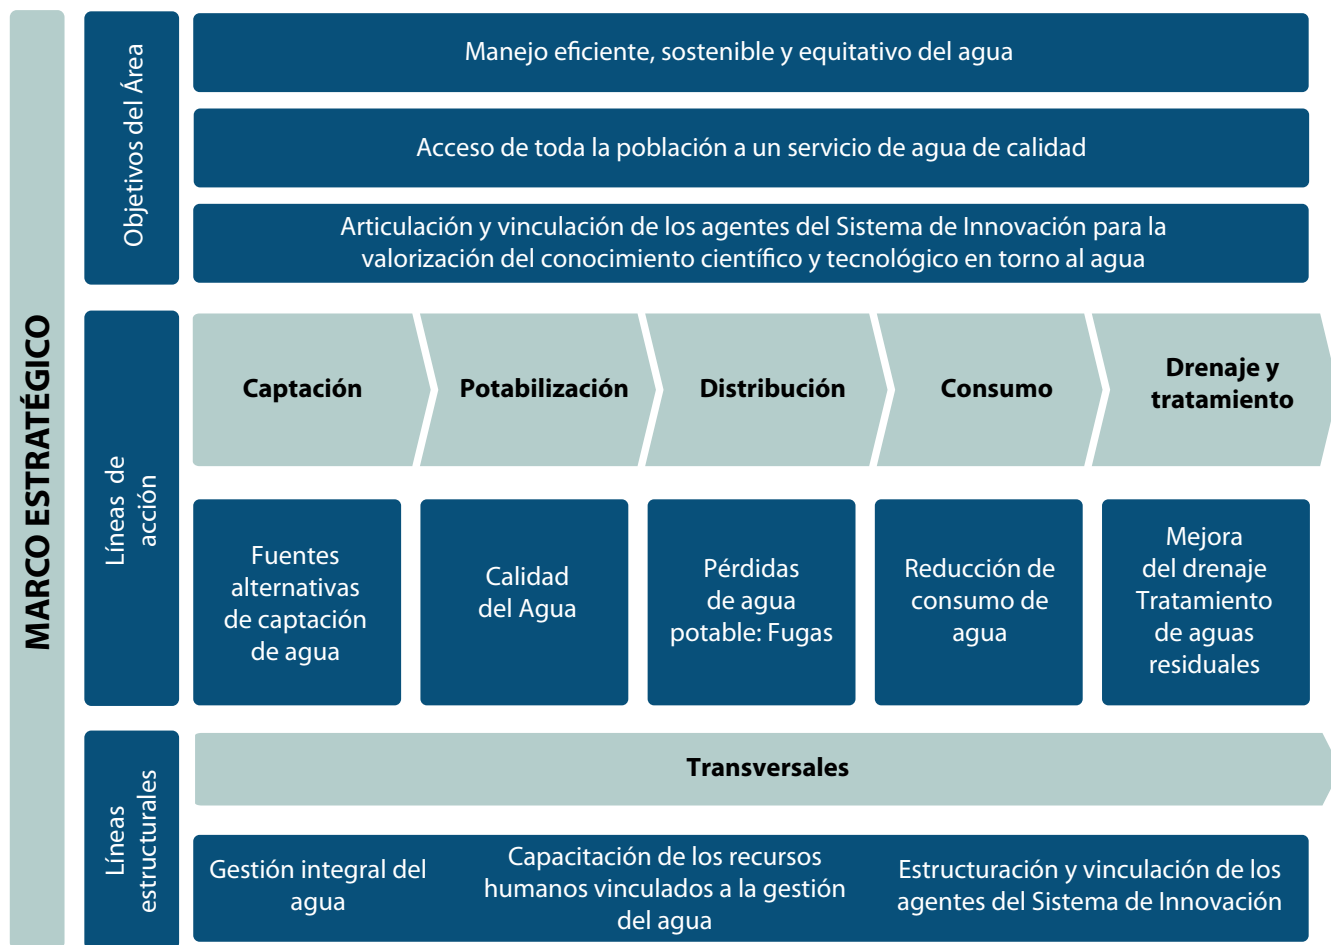 MARCO ESTRATÉGICO
Objetivos del Área
Manejo eficiente, sostenible y equitativo del agua
Acceso de toda la población a un servicio de agua de calidad
Articulación y vinculación de los agentes del Sistema de Innovación para la
valorización del conocimiento científico y tecnológico en torno al agua
Líneas de
acción
Captación
Potabilización
Distribución
Consumo
Drenaje y
tratamiento
Fuentes
alternativas
de captación
de agua
Calidad
del Agua
Pérdidas
de agua
potable: Fugas
Reducción de
consumo de
agua
Mejora
del drenaje
Tratamiento
de aguas
residuales
Líneas
estructurales
Transversales
Gestión integral del
agua
Capacitación de los recursos
humanos vinculados a la gestión
del agua
Estructuración y vinculación de los
agentes del Sistema de Innovación